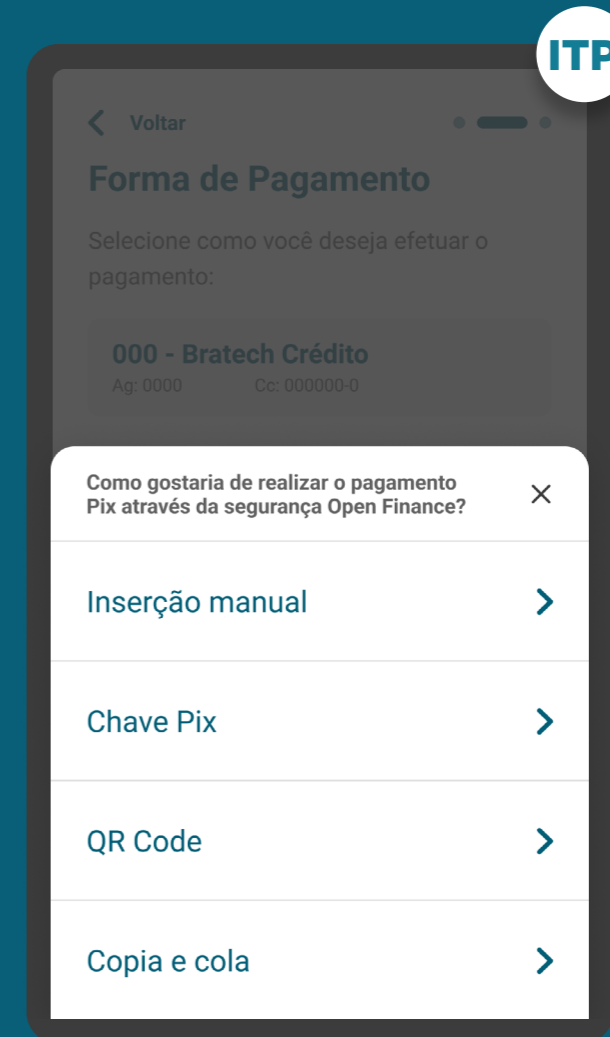 ITP
Voltar
Forma de Pagamento
Selecione como você deseja efetuar o
pagamento:
000 - Bratech Crédito
Ag: 0000 Cc: 000000-0
Como gostaria de realizar o pagamento
Pix através da segurança Open Finance?
Inserção manual
Chave Pix
QR Code
Copia e cola